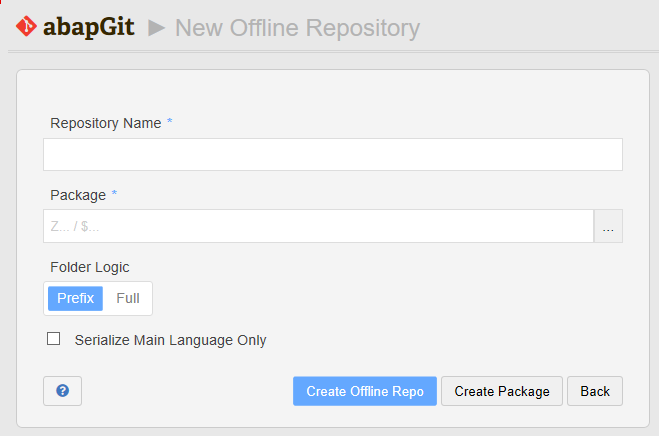 abapGit ▶ New Offline Repository
Repository Name *
Package *
Z... / $...
...
Folder Logic
Prefix Full
Serialize Main Language Only
? Create Offline Repo Create Package Back